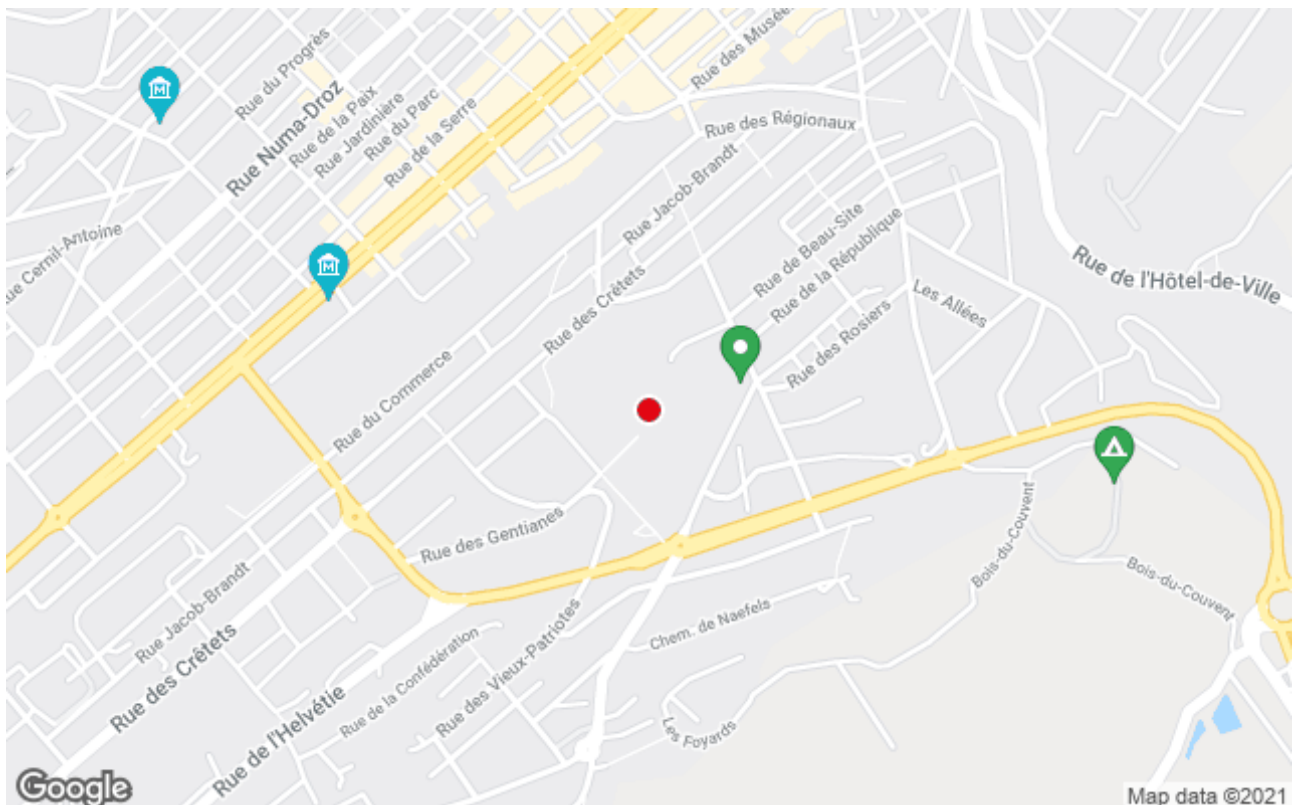 Rue des Musée
Rue du Progrès
Rue Numa-Droz
Rue de la Paix
Rue Jardinière
Rue du Parc
Rue de la Serre
Rue des Régionaux
Rue Jacob-Brandt
Rue Cernil-Antoine
Rue de Beau-Site
Rue de la République
Rue de l'Hôtel-de-Ville
Rue des Crêtets
Les Allées
Rue des Rosiers
Rue du Commerce
Rue des Gentianes
Bois-du-Couvent
Bois-du-Couvent
Rue Jacob-Brandt
Chem. de Naefels
Rue des Crêtets
Rue de la Confédération
Rue des Vieux-Patriotes
Rue de l'Helvétie
Les Foyards
Google
Map data ©2021